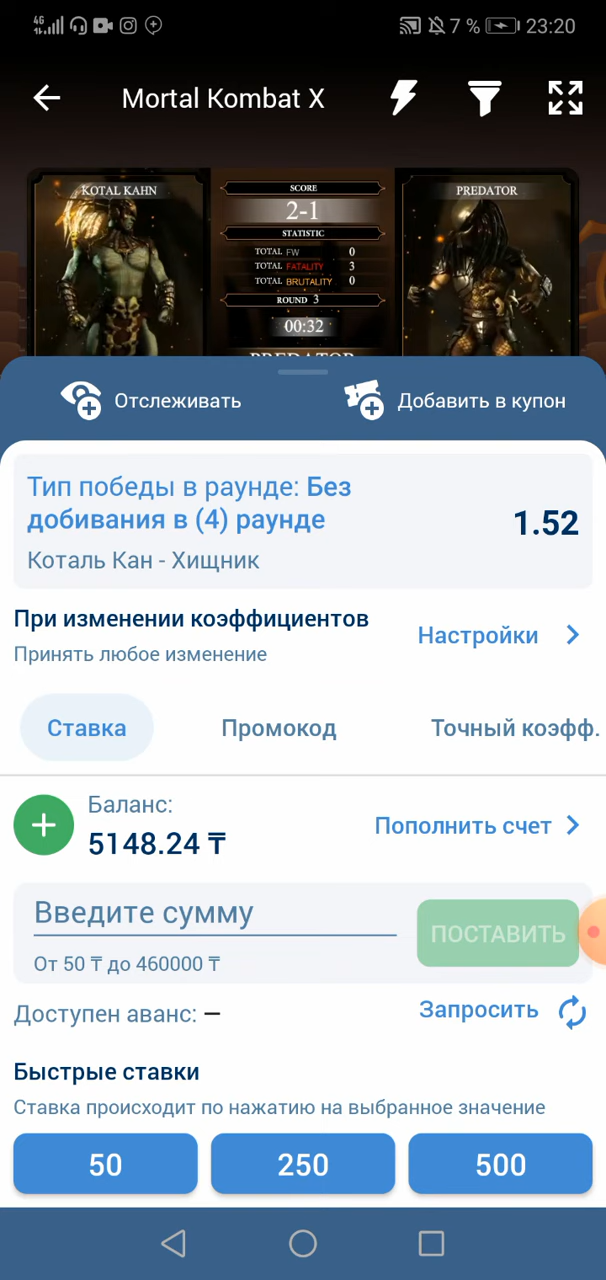 4G 7 % 23:20
Mortal Kombat X
KOTAL KAHN
SCORE
2-1
STATISTIC
TOTAL FW 0
TOTAL FATALITY 3
TOTAL BRUTALITY 0
ROUND 3
00:32
PREDATOR
PREDATOR
Отслеживать
Добавить в купон
Тип победы в раунде: Без
добивания в (4) раунде
1.52
Коталь Кан - Хищник
При изменении коэффициентов
Принять любое изменение
Настройки
Ставка
Промокод
Точный коэфф.
Баланс:
5148.24 ₸
Пополнить счет
Введите сумму
ПОСТАВИТЬ
От 50 ₸ до 460000 ₸
Доступен аванс: —
Запросить
Быстрые ставки
Ставка происходит по нажатию на выбранное значение
50
250
500